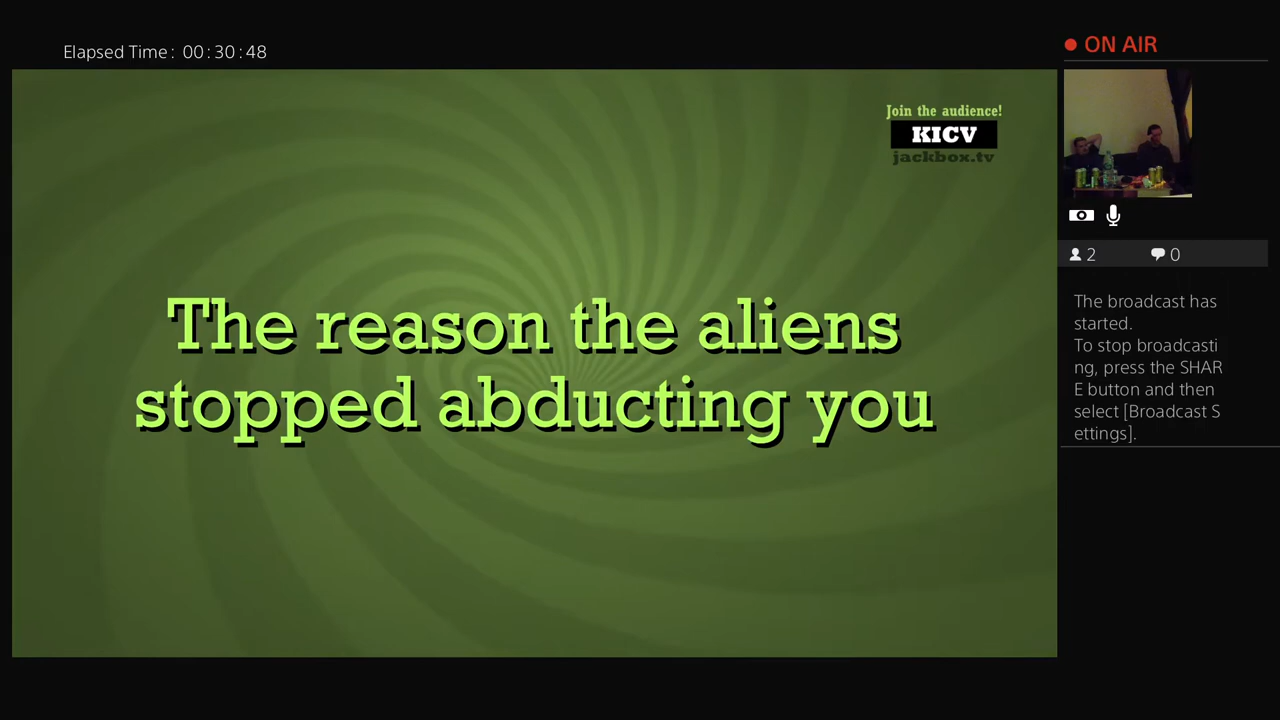 Elapsed Time: 00:30:48
ON AIR
Join the audience!
KICV
jackbox.tv
The reason the aliens
stopped abducting you
2
0
The broadcast has
started.
To stop broadcasti
ng, press the SHAR
E button and then
select [Broadcast S
ettings].